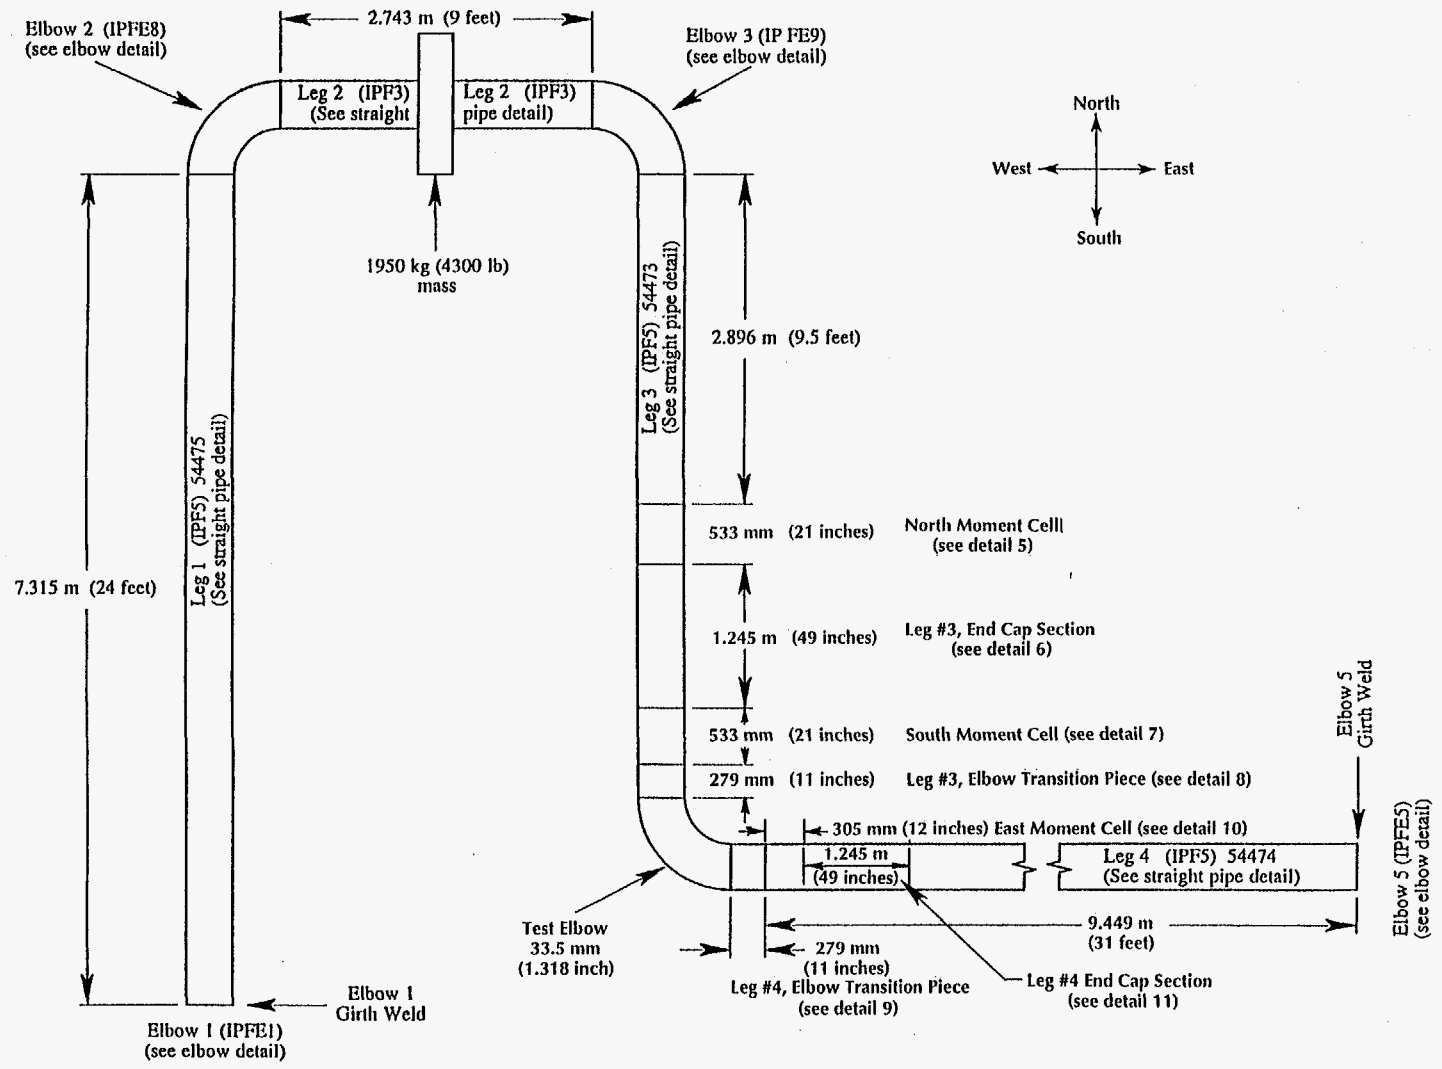 2.743 m (9 feet)
Elbow 2 (IPFE8)
(see elbow detail)
Elbow 3 (IP FE9)
(see elbow detail)
Leg 2 (IPF3)
(See straight
Leg 2 (IPF3)
pipe detail)
North
West
East
South
1950 kg (4300 lb)
mass
Leg 3 (IPF5) 54473
(See straight pipe detail)
2.896 m (9.5 feet)
Leg 1 (IPF5) 54475
(See straight pipe detail)
7.315 m (24 feet)
533 mm (21 inches)
North Moment Celll
(see detail 5)
1.245 m (49 inches)
Leg #3, End Cap Section
(see detail 6)
533 mm (21 inches)
South Moment Cell (see detail 7)
279 mm (11 inches)
Leg #3, Elbow Transition Piece (see detail 8)
Elbow 5
Girth Weld
305 mm (12 inches) East Moment Cell (see detail 10)
1.245 m
(49 inches)
Leg 4 (IPF5) 54474
(See straight pipe detail)
Elbow 5 (IPFE5)
(see elbow detail)
Test Elbow
33.5 mm
(1.318 inch)
9.449 m
(31 feet)
279 mm
(11 inches)
Leg #4, Elbow Transition Piece
(see detail 9)
Leg #4 End Cap Section
(see detail 11)
Elbow 1
Girth Weld
Elbow 1 (IPFE1)
(see elbow detail)